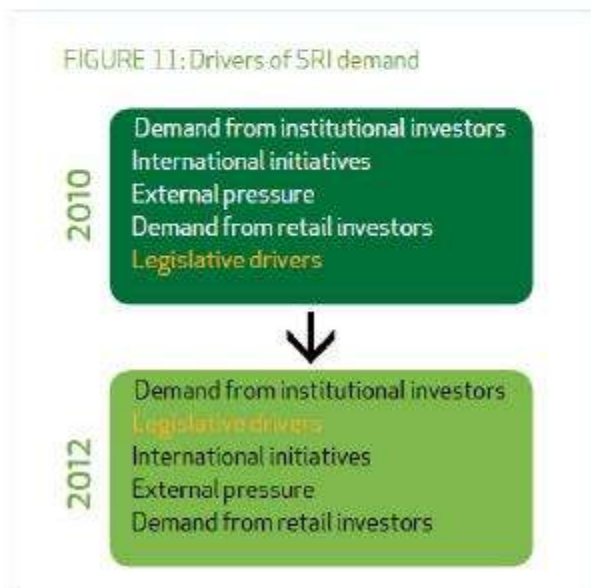 FIGURE 11: Drivers of SRI demand
2010
Demand from institutional investors
International initiatives
External pressure
Demand from retail investors
Legislative drivers
2012
Demand from institutional investors
Legislative drivers
International initiatives
External pressure
Demand from retail investors